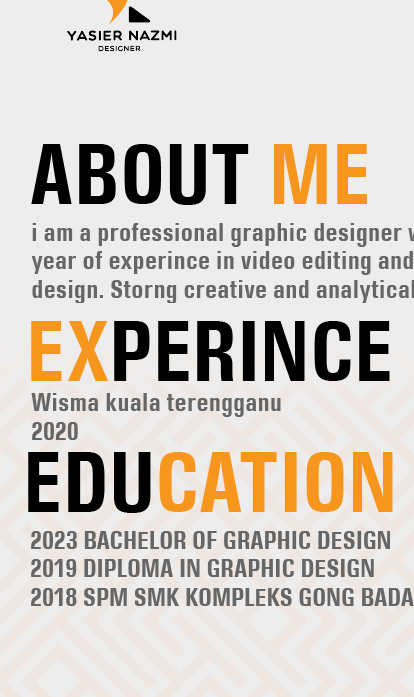 YASIER NAZMI
DESIGNER
ABOUT ME
i am a professional graphic designer
year of experince in video editing and
design. Storng creative and analytical
EXPERINCE
Wisma kuala terengganu
2020
EDUCATION
2023 BACHELOR OF GRAPHIC DESIGN
2019 DIPLOMA IN GRAPHIC DESIGN
2018 SPM SMK KOMPLEKS GONG BADA